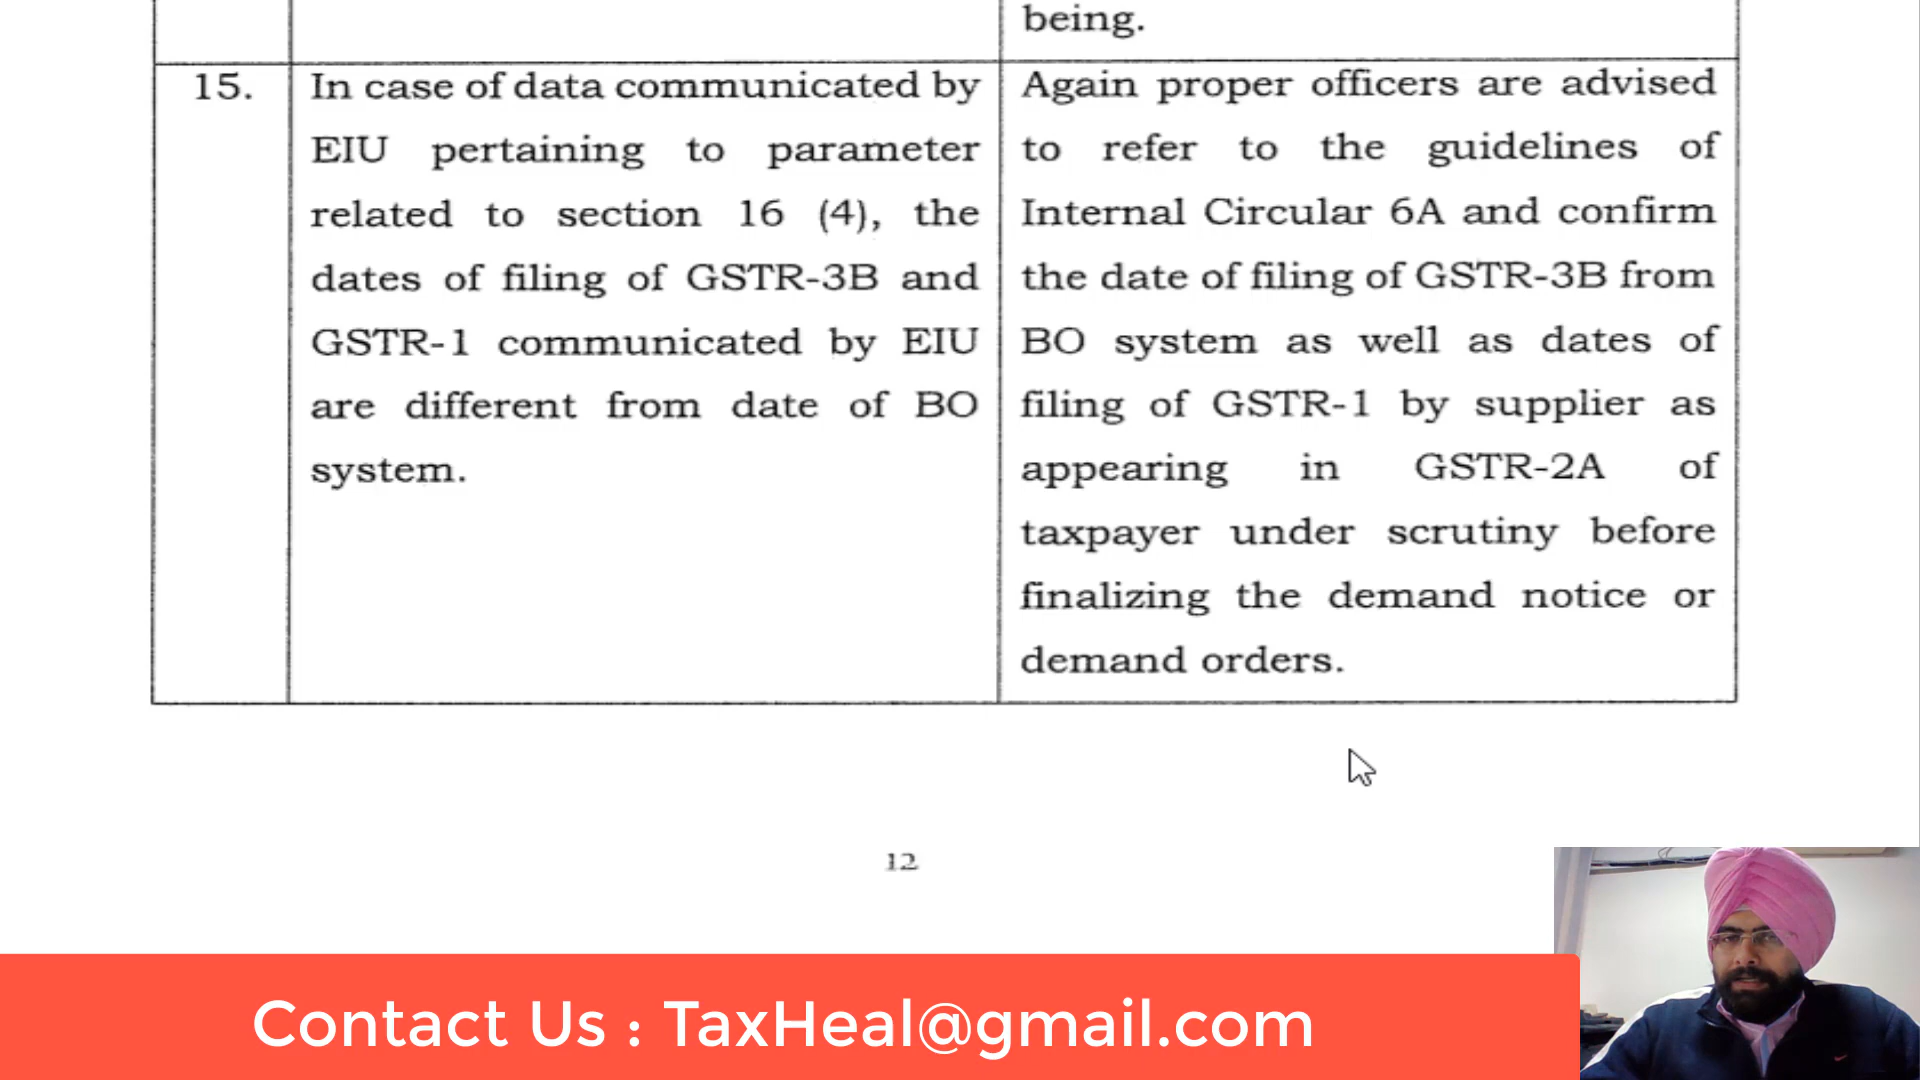 being.
15.
In case of data communicated by
EIU pertaining to parameter
related to section 16 (4), the
dates of filing of GSTR-3B and
GSTR-1 communicated by EIU
are different from date of BO
system.
Again proper officers are advised
to refer to the guidelines of
Internal Circular 6A and confirm
the date of filing of GSTR-3B from
BO system as well as dates of
filing of GSTR-1 by supplier as
appearing in GSTR-2A of
taxpayer under scrutiny before
finalizing the demand notice or
demand orders.
12
Contact Us : TaxHeal@gmail.com